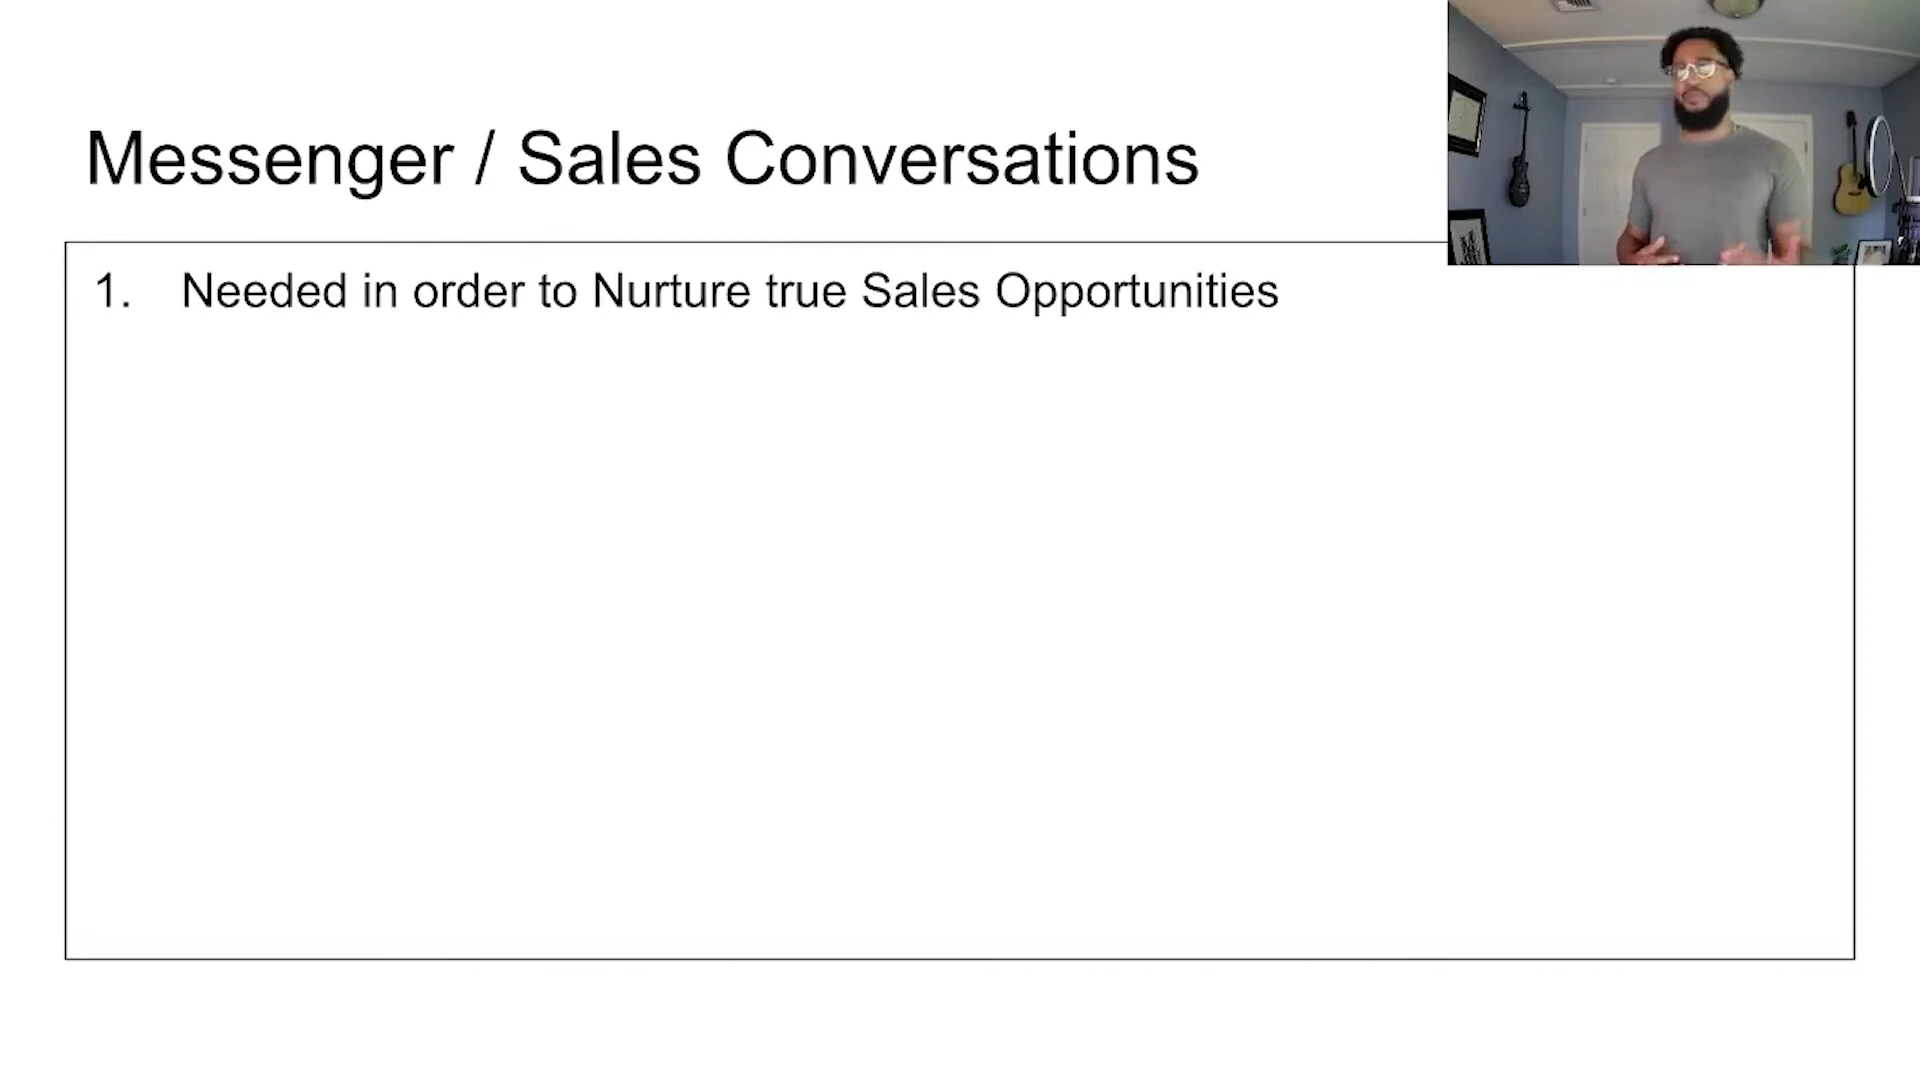 Messenger / Sales Conversations
1. Needed in order to Nurture true Sales Opportunities